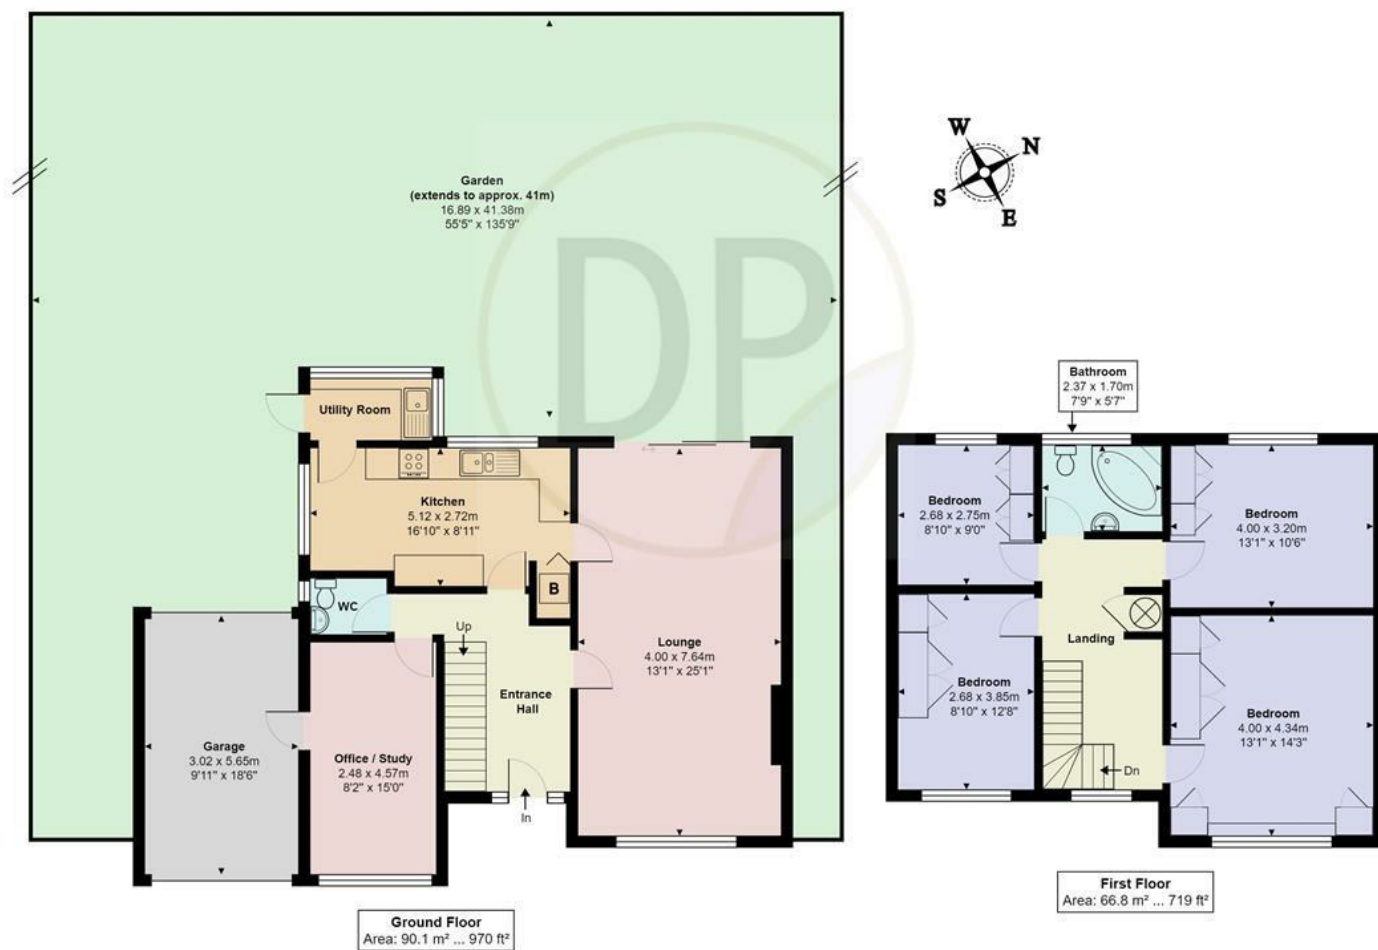 Garden
(extends to approx. 41m)
16.89 x 41.38m
55'5" x 135'9"
DP
W
N
S
E
Utility Room
Kitchen
5.12 x 2.72m
16'10" x 8'11"
B
WC
Up
Lounge
4.00 x 7.64m
13'1" x 25'1"
Entrance
Hall
Garage
3.02 x 5.65m
9'11" x 18'6"
Office / Study
2.48 x 4.57m
8'2" x 15'0"
In
Ground Floor
Area: 90.1 m² ... 970 ft²
Bathroom
2.37 x 1.70m
7'9" x 5'7"
Bedroom
2.68 x 2.75m
8'10" x 9'0"
Bedroom
4.00 x 3.20m
13'1" x 10'6"
Landing
Bedroom
2.68 x 3.85m
8'10" x 12'8"
Bedroom
4.00 x 4.34m
13'1" x 14'3"
Dn
First Floor
Area: 66.8 m² ... 719 ft²